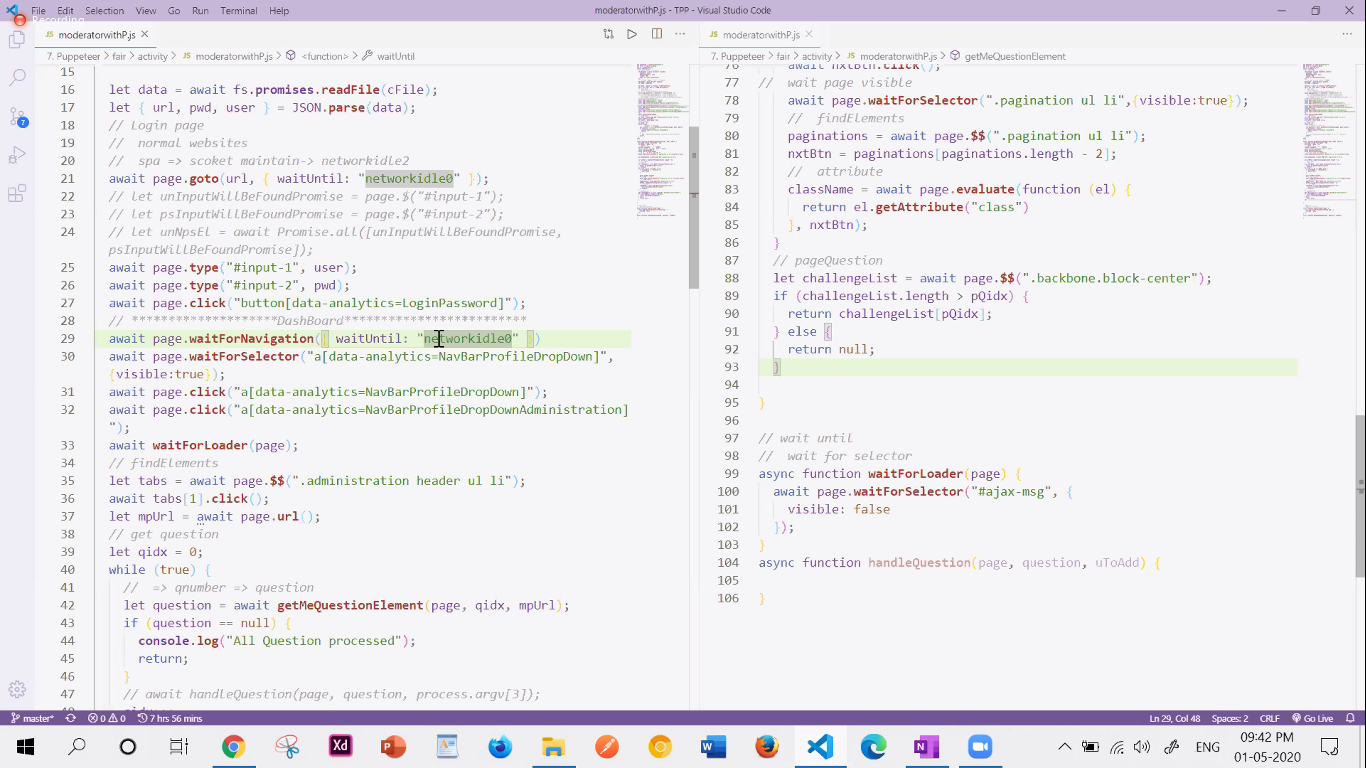 File Edit Selection View Go Run Terminal Help
moderatorwithP.js - TPP - Visual Studio Code
Recording
moderatorwithP.js
moderatorwithP.js
7. Puppeteer > fair > activity > moderatorwithP.js > <function> > waitUntil
7. Puppeteer > fair > activity > moderatorwithP.js > getMeQuestionElement
15
16 let data = await fs.promises.readFile(cFile);
17 let { url, pwd, user } = JSON.parse(data);
18 // login page
19 // normal websites
20 // spa => socket maintain-> networkidle2
21 await page.goto(url, { waitUntil: "networkidle0" });
22 // let unInputWillBeFoundPromise = page.$("#input-1");
23 // let psInputWillBeFoundPromise = page.$("#input-2");
24 // let unNpsEl = await Promise.all([unInputWillBeFoundPromise,
psInputWillBeFoundPromise]);
25 await page.type("#input-1", user);
26 await page.type("#input-2", pwd);
27 await page.click("button[data-analytics=LoginPassword]");
28 // ********************DashBoard*************************
29 await page.waitForNavigation({ waitUntil: "networkidle0" })
30 await page.waitForSelector("a[data-analytics=NavBarProfileDropDown]",
{visible:true});
31 await page.click("a[data-analytics=NavBarProfileDropDown]");
32 await page.click("a[data-analytics=NavBarProfileDropDownAdministration]
");
33 await waitForLoader(page);
34 // findElements
35 let tabs = await page.$$(".administration header ul li");
36 await tabs[1].click();
37 let mpUrl = await page.url();
38 // get question
39 let qidx = 0;
40 while (true) {
41 // => qnumber => question
42 let question = await getMeQuestionElement(page, qidx, mpUrl);
43 if (question == null) {
44 console.log("All Question processed");
45 return;
46 }
47 // await handleQuestion(page, question, process.argv[3]);
76 await nxtBtn.click();
77 // wait page visible
78 await page.waitForSelector(".pagination ul li",{visible:true});
79 // findElements
80 paginations = await page.$$(".pagination ul li");
81 nxtBtn = paginations[paginations.length - 2];
82 // attribute
83 className = await page.evaluate(function (el) {
84 return el.getAttribute("class")
85 }, nxtBtn);
86 }
87 // pageQuestion
88 let challengeList = await page.$$(".backbone.block-center");
89 if (challengeList.length > pQidx) {
90 return challengeList[pQidx];
91 } else {
92 return null;
93 }
94
95 }
96
97 // wait until
98 // wait for selector
99 async function waitForLoader(page) {
100 await page.waitForSelector("#ajax-msg", {
101 visible: false
102 });
103 }
104 async function handleQuestion(page, question, uToAdd) {
105
106 }
master* 0 0 7 hrs 56 mins
Ln 29, Col 48 Spaces: 2 CRLF Go Live
ENG
09:42 PM
01-05-2020